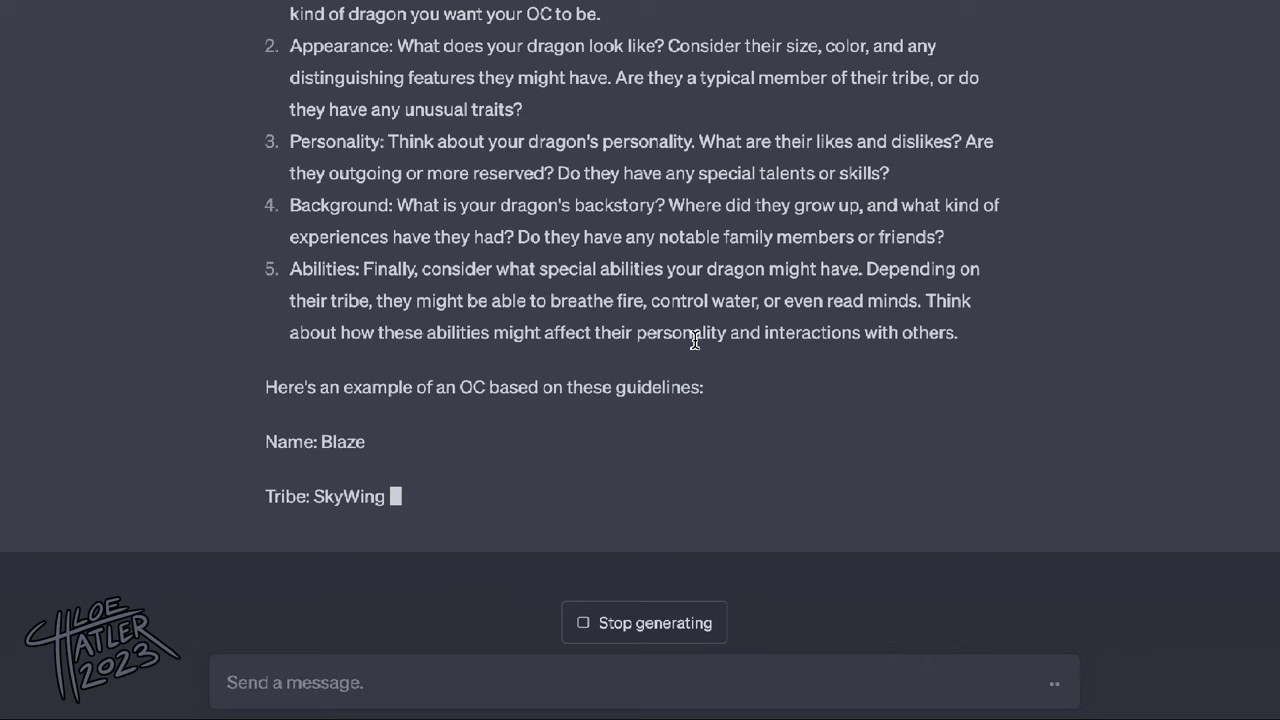 kind of dragon you want your OC to be.
2. Appearance: What does your dragon look like? Consider their size, color, and any
distinguishing features they might have. Are they a typical member of their tribe, or do
they have any unusual traits?
3. Personality: Think about your dragon's personality. What are their likes and dislikes? Are
they outgoing or more reserved? Do they have any special talents or skills?
4. Background: What is your dragon's backstory? Where did they grow up, and what kind of
experiences have they had? Do they have any notable family members or friends?
5. Abilities: Finally, consider what special abilities your dragon might have. Depending on
their tribe, they might be able to breathe fire, control water, or even read minds. Think
about how these abilities might affect their personality and interactions with others.
Here's an example of an OC based on these guidelines:
Name: Blaze
Tribe: SkyWing
Stop generating
Send a message.
CHLOE
HATLER
2023